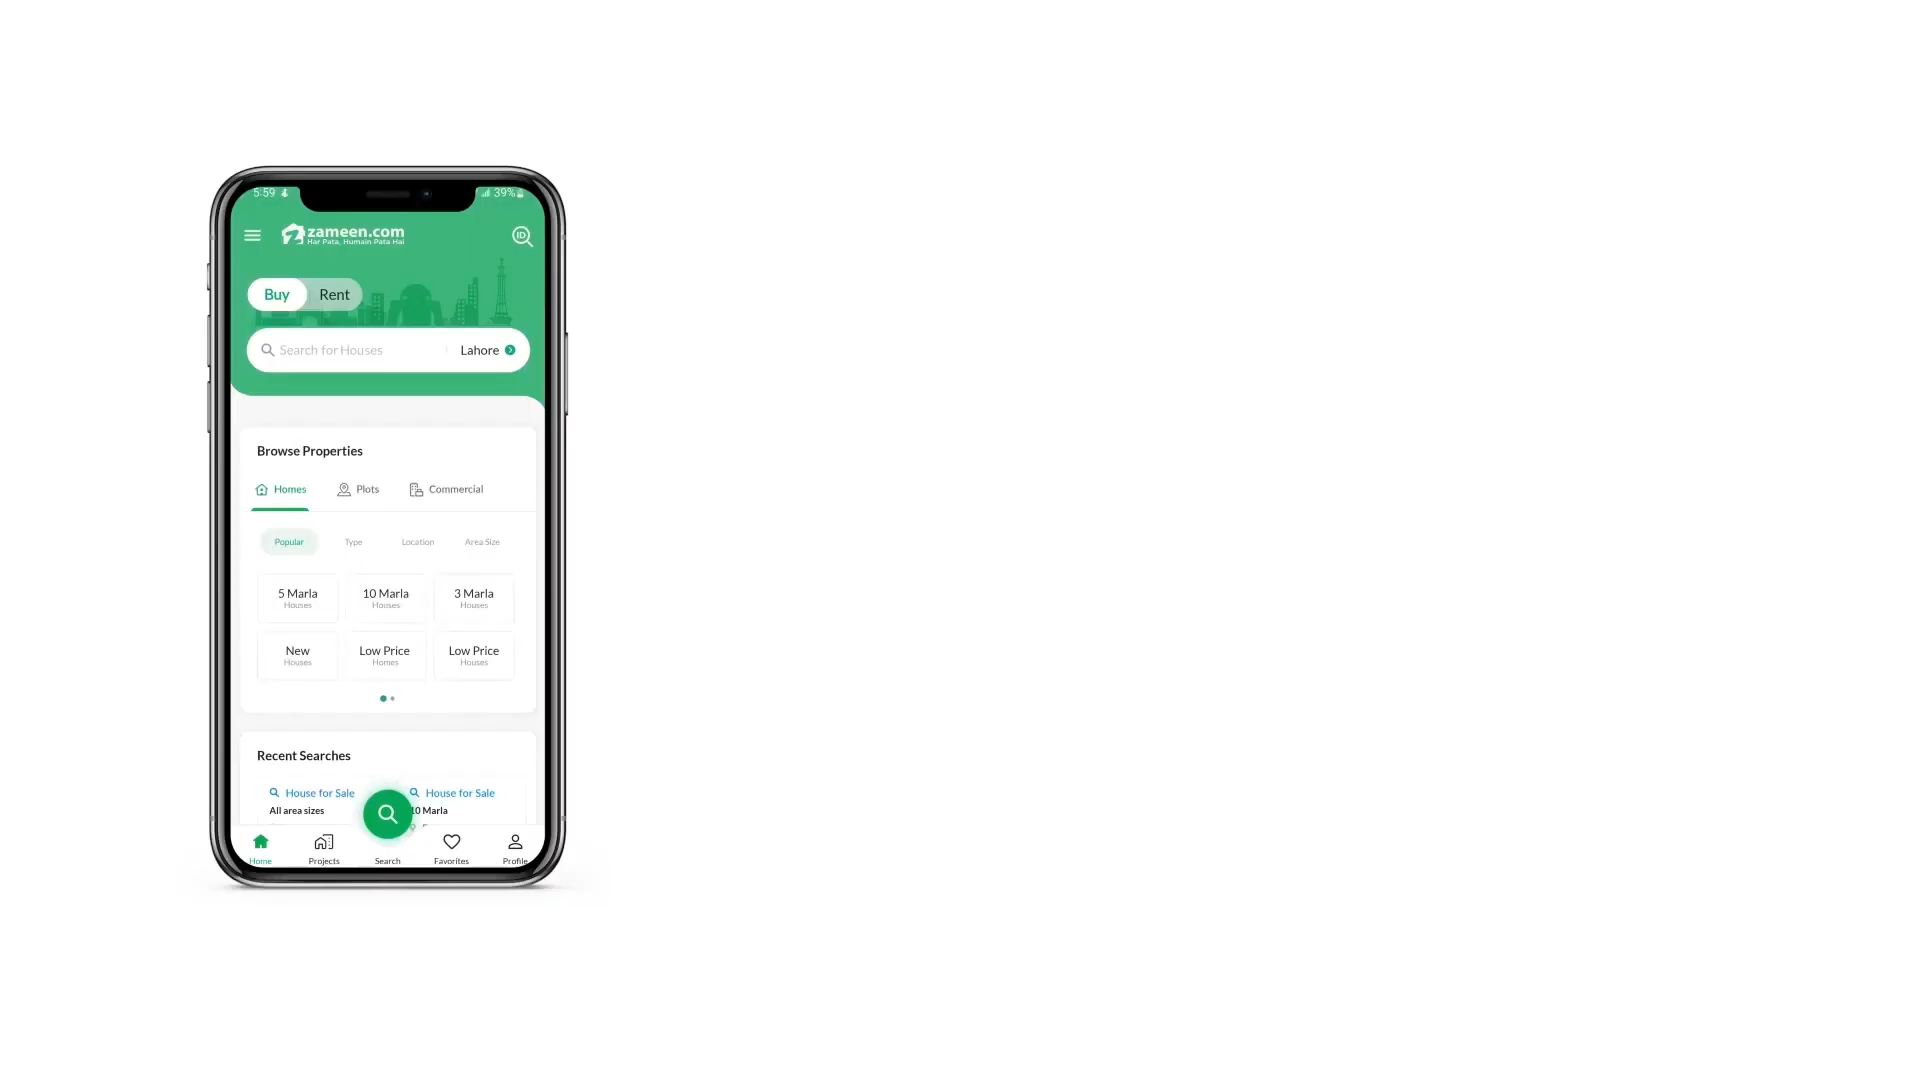 5:59
39%
zameen.com
Har Pata, Humain Pata Hai
ID
Buy Rent
Search for Houses Lahore
Browse Properties
Homes Plots Commercial
Popular Type Location Area Size
5 Marla 10 Marla 3 Marla
Houses Houses Houses
New Low Price Low Price
Houses Homes Houses
Recent Searches
House for Sale House for Sale
All area sizes 10 Marla
Home Projects Search Favorites Profile